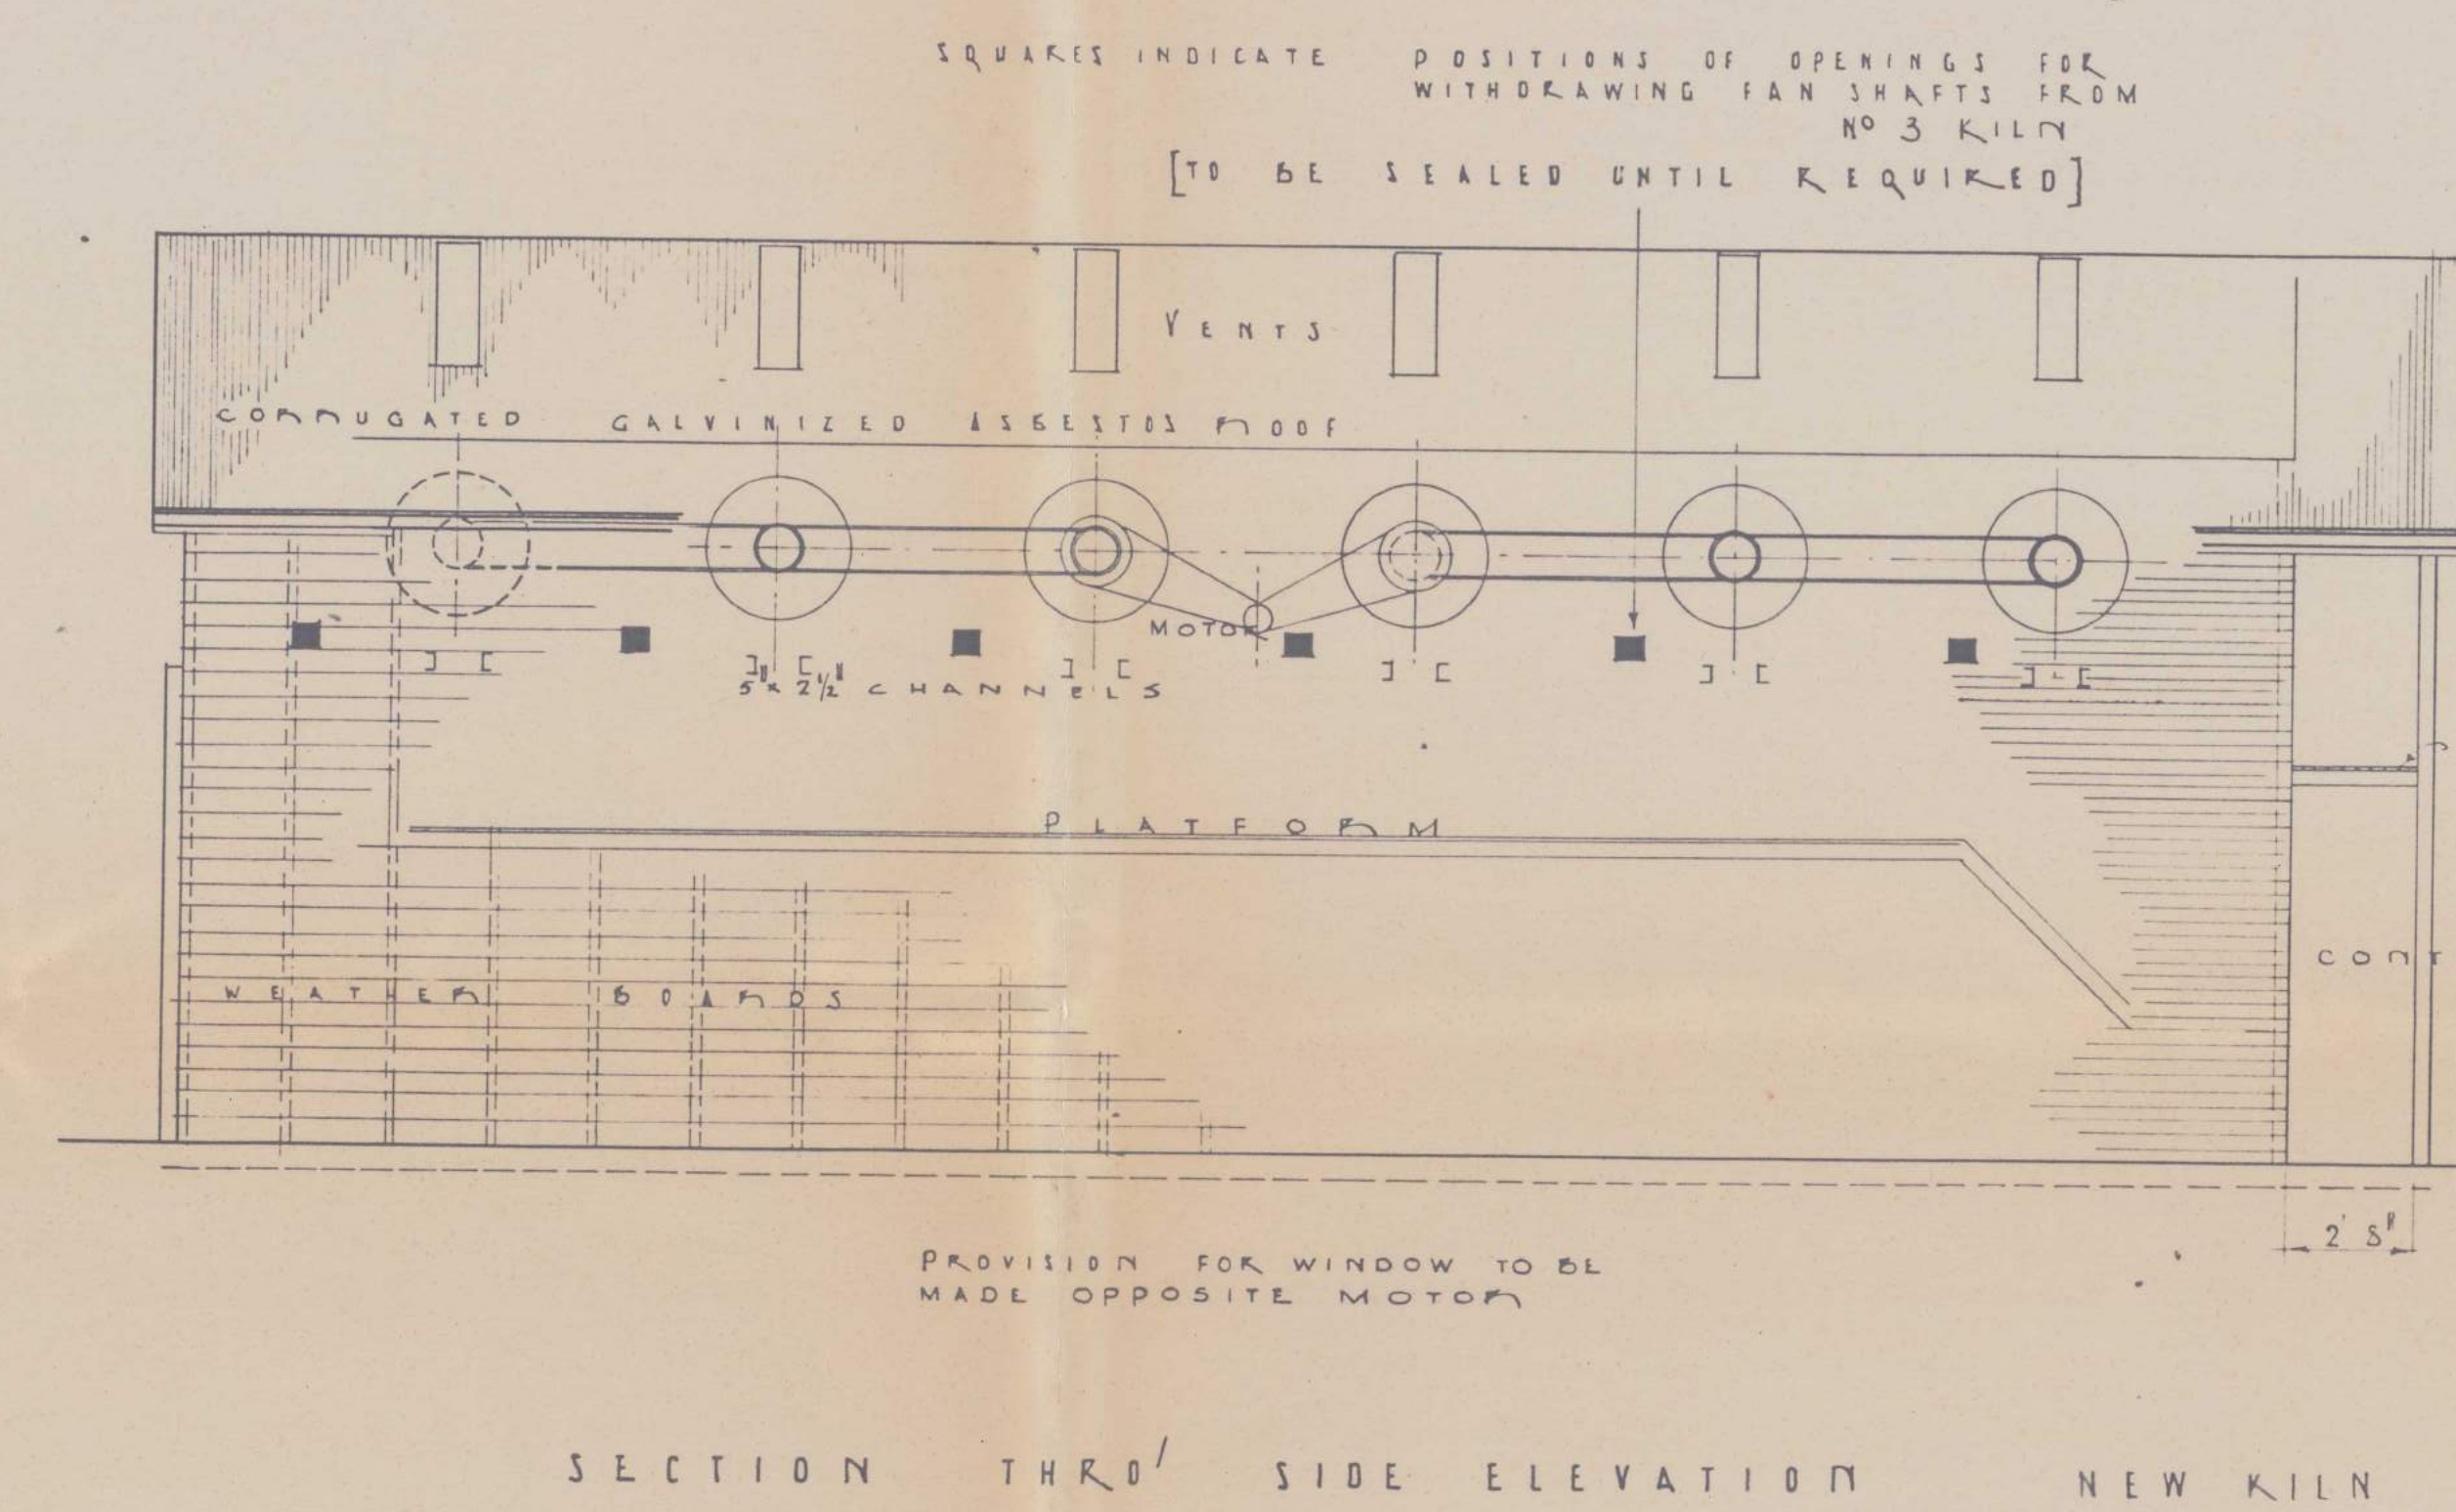 SQUARES INDICATE POSITIONS OF OPENINGS FOR
WITHDRAWING FAN SHAFTS FROM
Nº 3 KILN
[TO BE SEALED UNTIL REQUIRED]
VENTS
CORRUGATED GALVINIZED ASBESTOS ROOF
MOTOR
5" x 2½" CHANNELS
PLATFORM
WEATHER BOARDS
CONT
2' 8"
PROVISION FOR WINDOW TO BE
MADE OPPOSITE MOTOR
SECTION THRO' SIDE ELEVATION NEW KILN